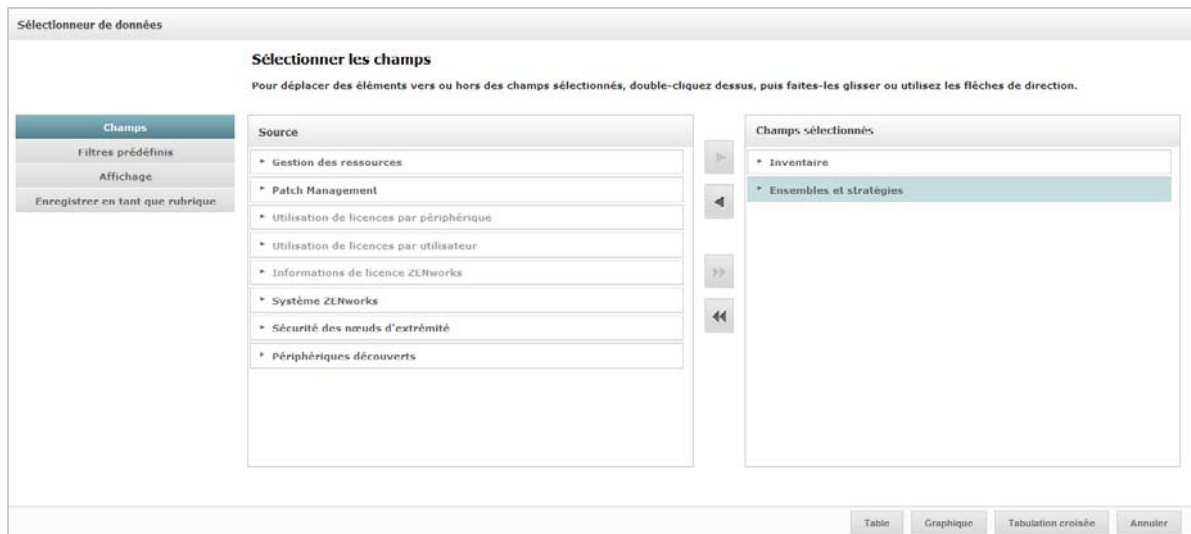 Sélectionneur de données
Sélectionner les champs
Pour déplacer des éléments vers ou hors des champs sélectionnés, double-cliquez dessus, puis faites-les glisser ou utilisez les flèches de direction.
Champs
Filtres prédéfinis
Affichage
Enregistrer en tant que rubrique
Source
Gestion des ressources
Patch Management
Utilisation de licences par périphérique
Utilisation de licences par utilisateur
Informations de licence ZENworks
Système ZENworks
Sécurité des nœuds d'extrémité
Périphériques découverts
Champs sélectionnés
Inventaire
Ensembles et stratégies
Table Graphique Tabulation croisée Annuler